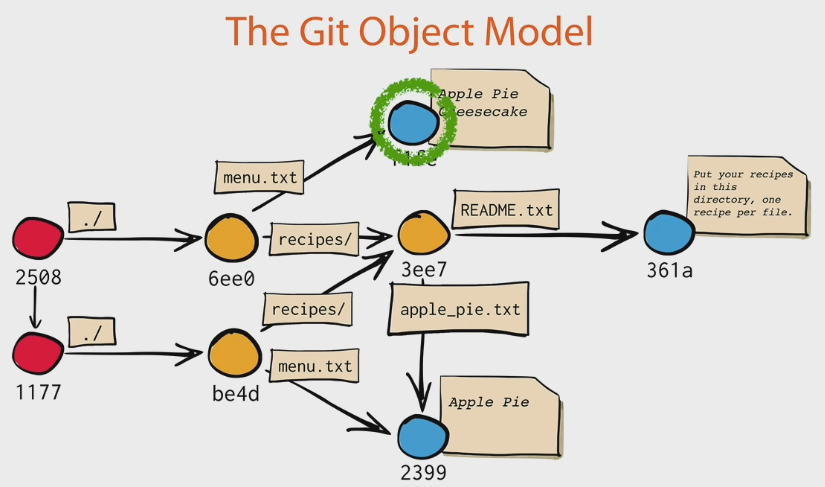 The Git Object Model
Apple Pie
Cheesecake
menu.txt
Put your recipes
in this
directory, one
recipe per file.
./
recipes/
README.txt
2508
6ee0
3ee7
361a
recipes/
apple_pie.txt
./
menu.txt
1177
be4d
Apple Pie
2399